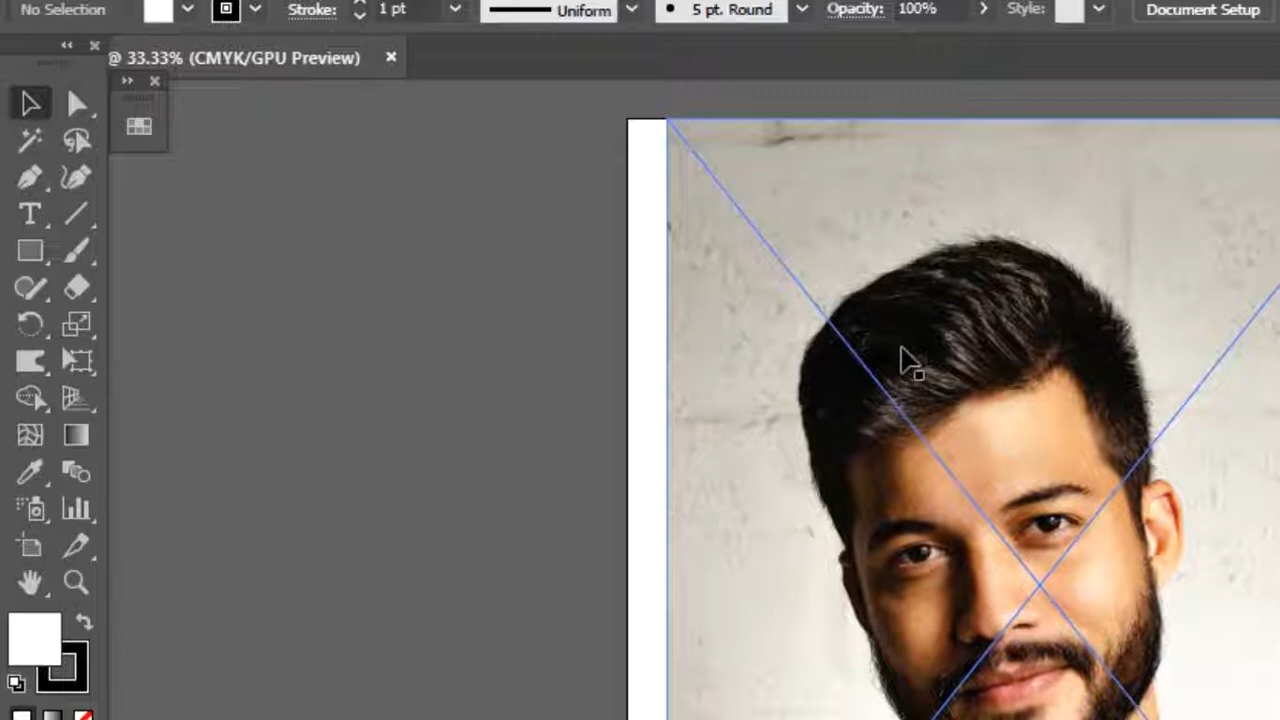 No Selection Stroke: 1 pt Uniform 5 pt. Round Opacity: 100% Style: Document Setup
@ 33.33% (CMYK/GPU Preview)